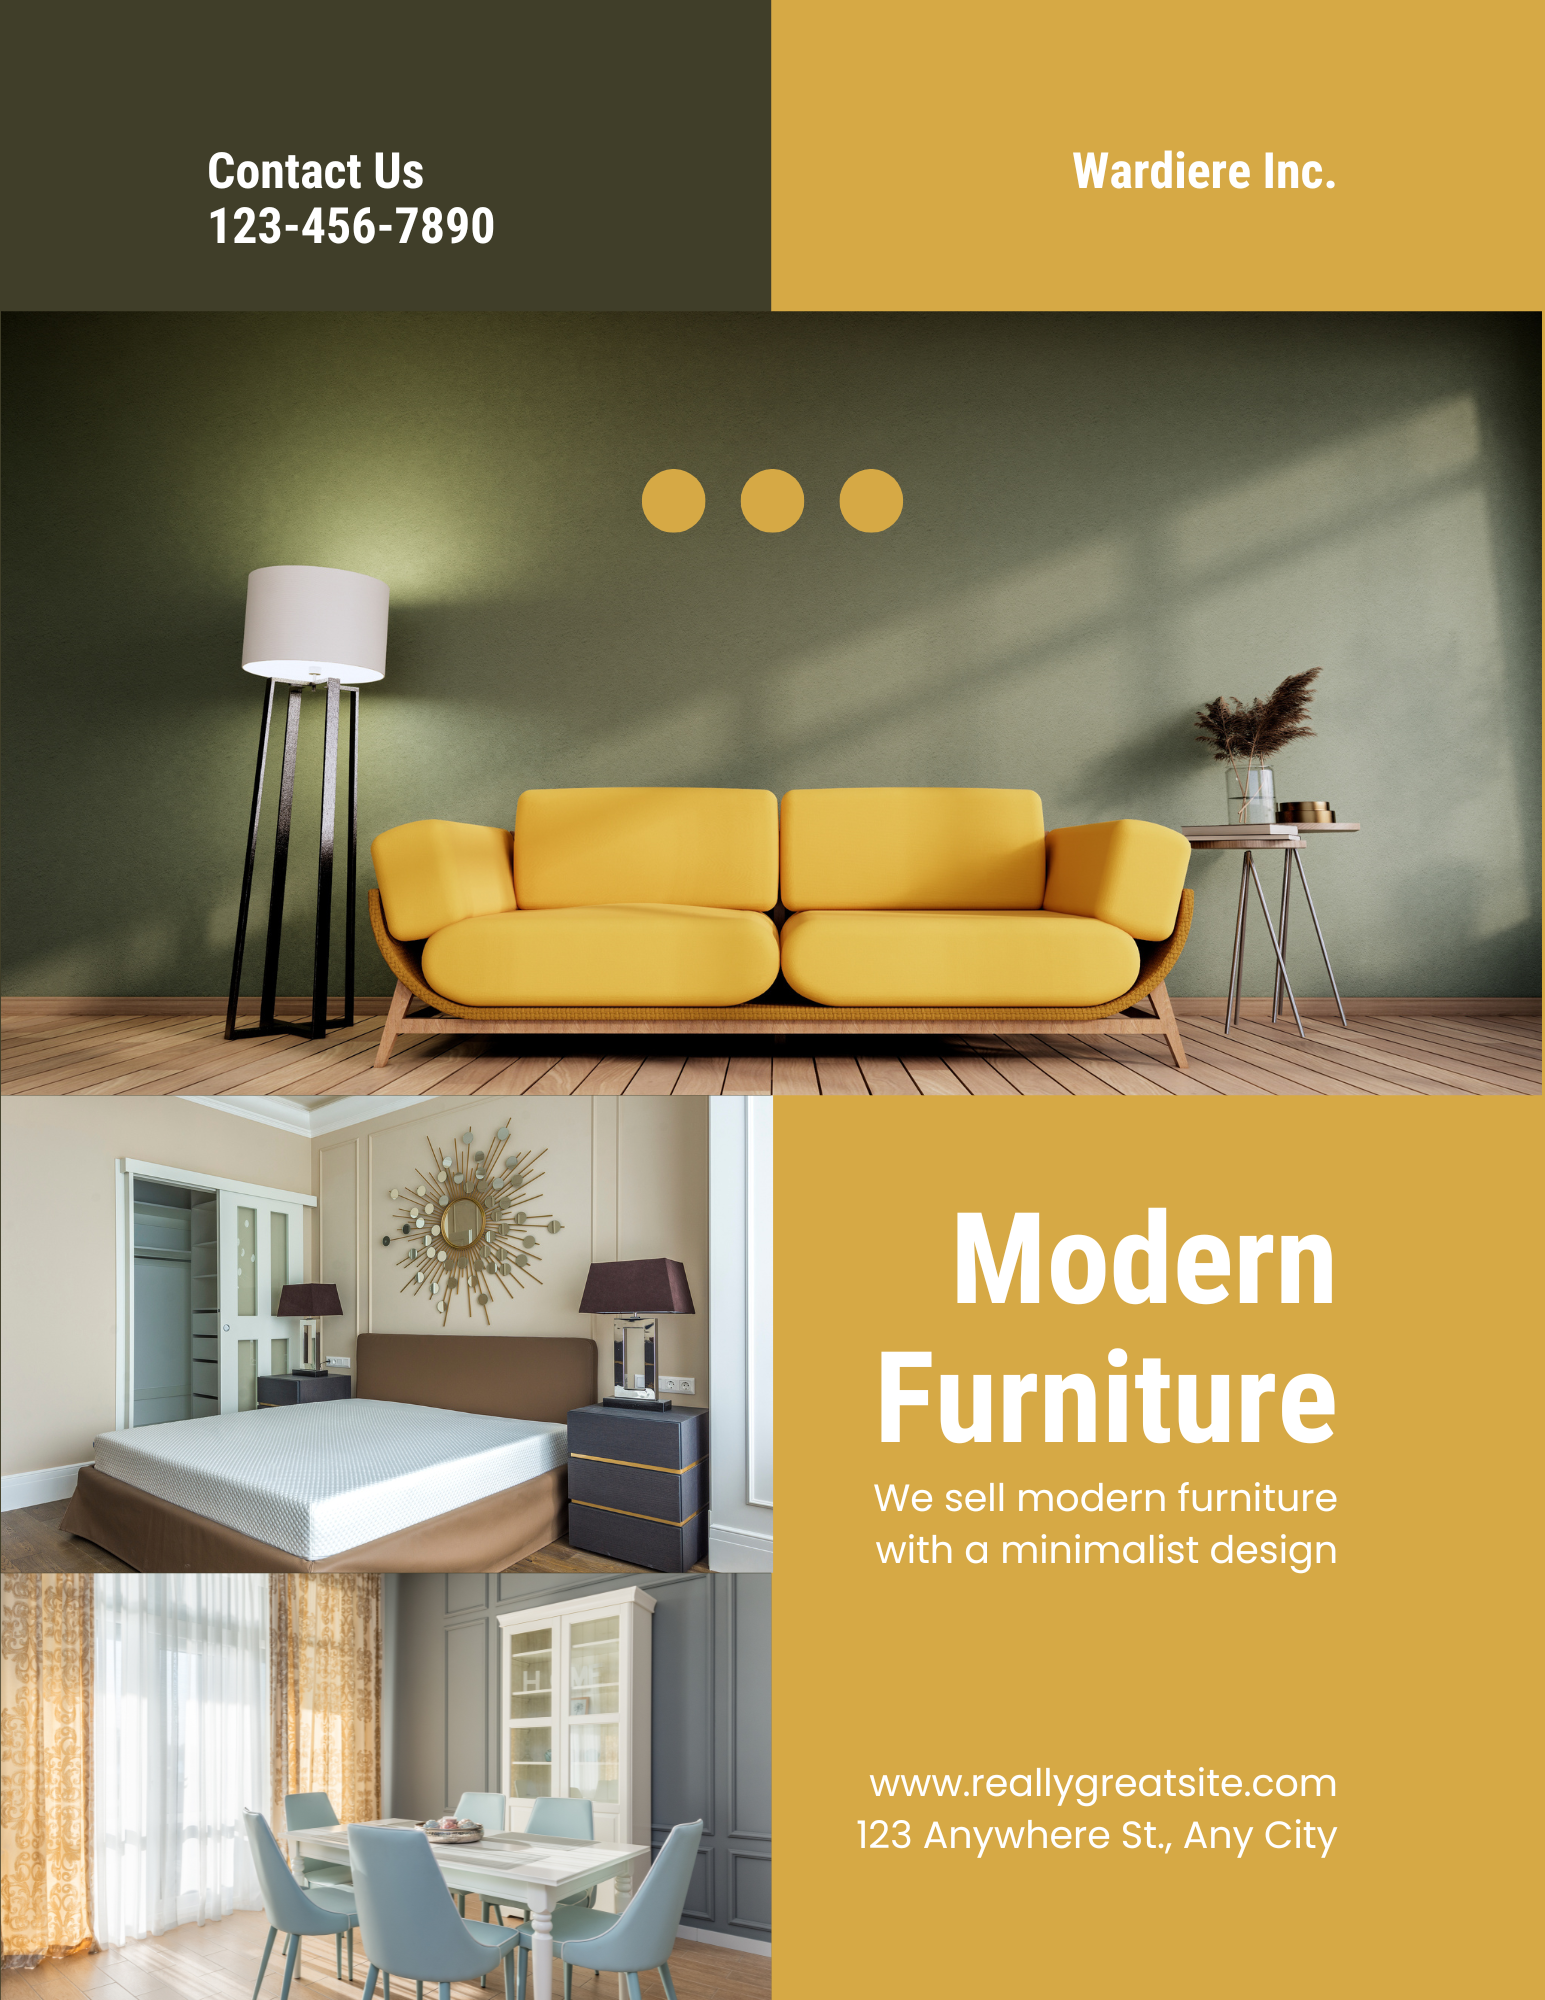 Contact Us
123-456-7890
Wardiere Inc.
Modern
Furniture
We sell modern furniture
with a minimalist design
www.reallygreatsite.com
123 Anywhere St., Any City